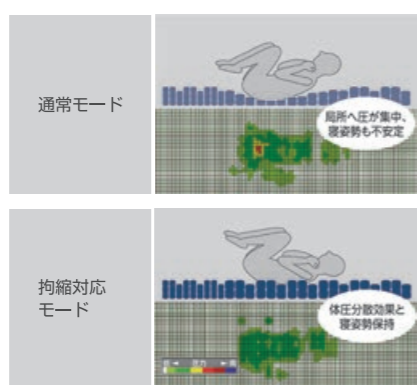 通常モード
局所へ圧が集中、
寝姿勢も不安定
拘縮対応
モード
体圧分散効果と
寝姿勢保持